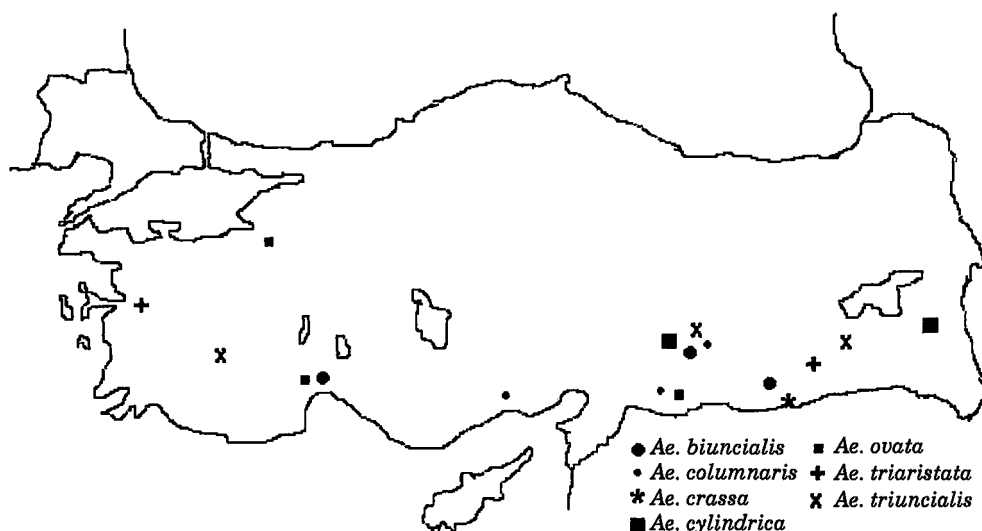 Ae. biuncialis
Ae. columnaris
Ae. crassa
Ae. cylindrica
Ae. ovata
Ae. triaristata
Ae. triuncialis